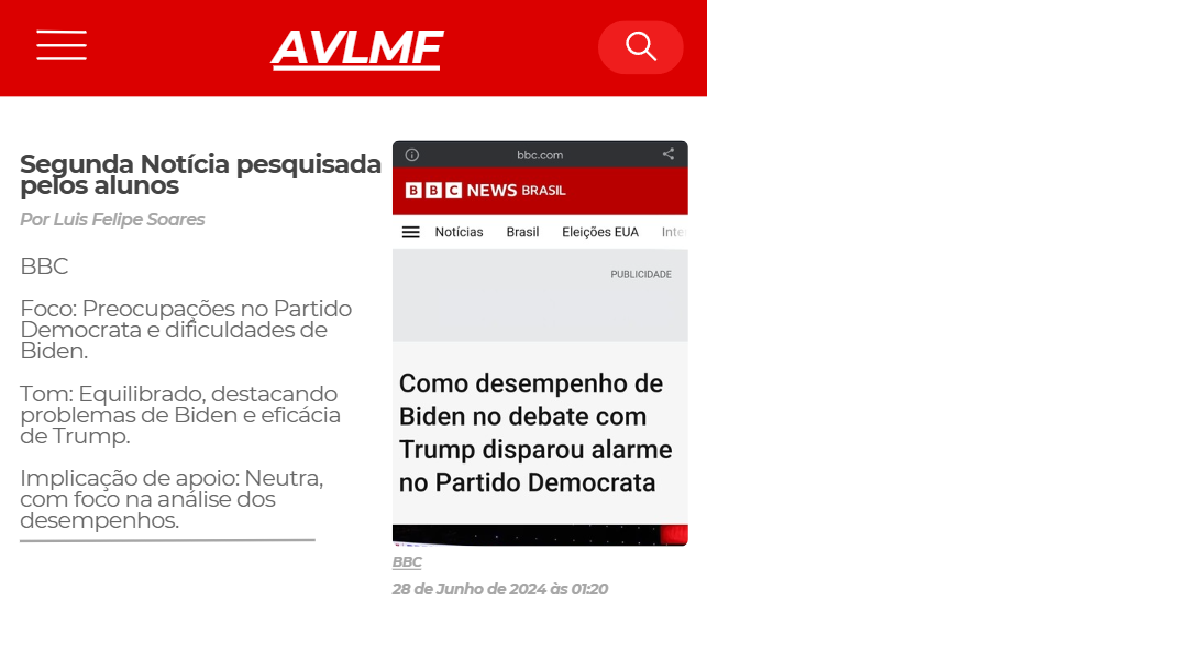 AVLMF
Segunda Notícia pesquisada
pelos alunos
Por Luis Felipe Soares
BBC
Foco: Preocupações no Partido
Democrata e dificuldades de
Biden.
Tom: Equilibrado, destacando
problemas de Biden e eficácia
de Trump.
Implicação de apoio: Neutra,
com foco na análise dos
desempenhos.
bbc.com
BBC NEWS BRASIL
Notícias Brasil Eleições EUA Inte
PUBLICIDADE
Como desempenho de
Biden no debate com
Trump disparou alarme
no Partido Democrata
BBC
28 de Junho de 2024 às 01:20